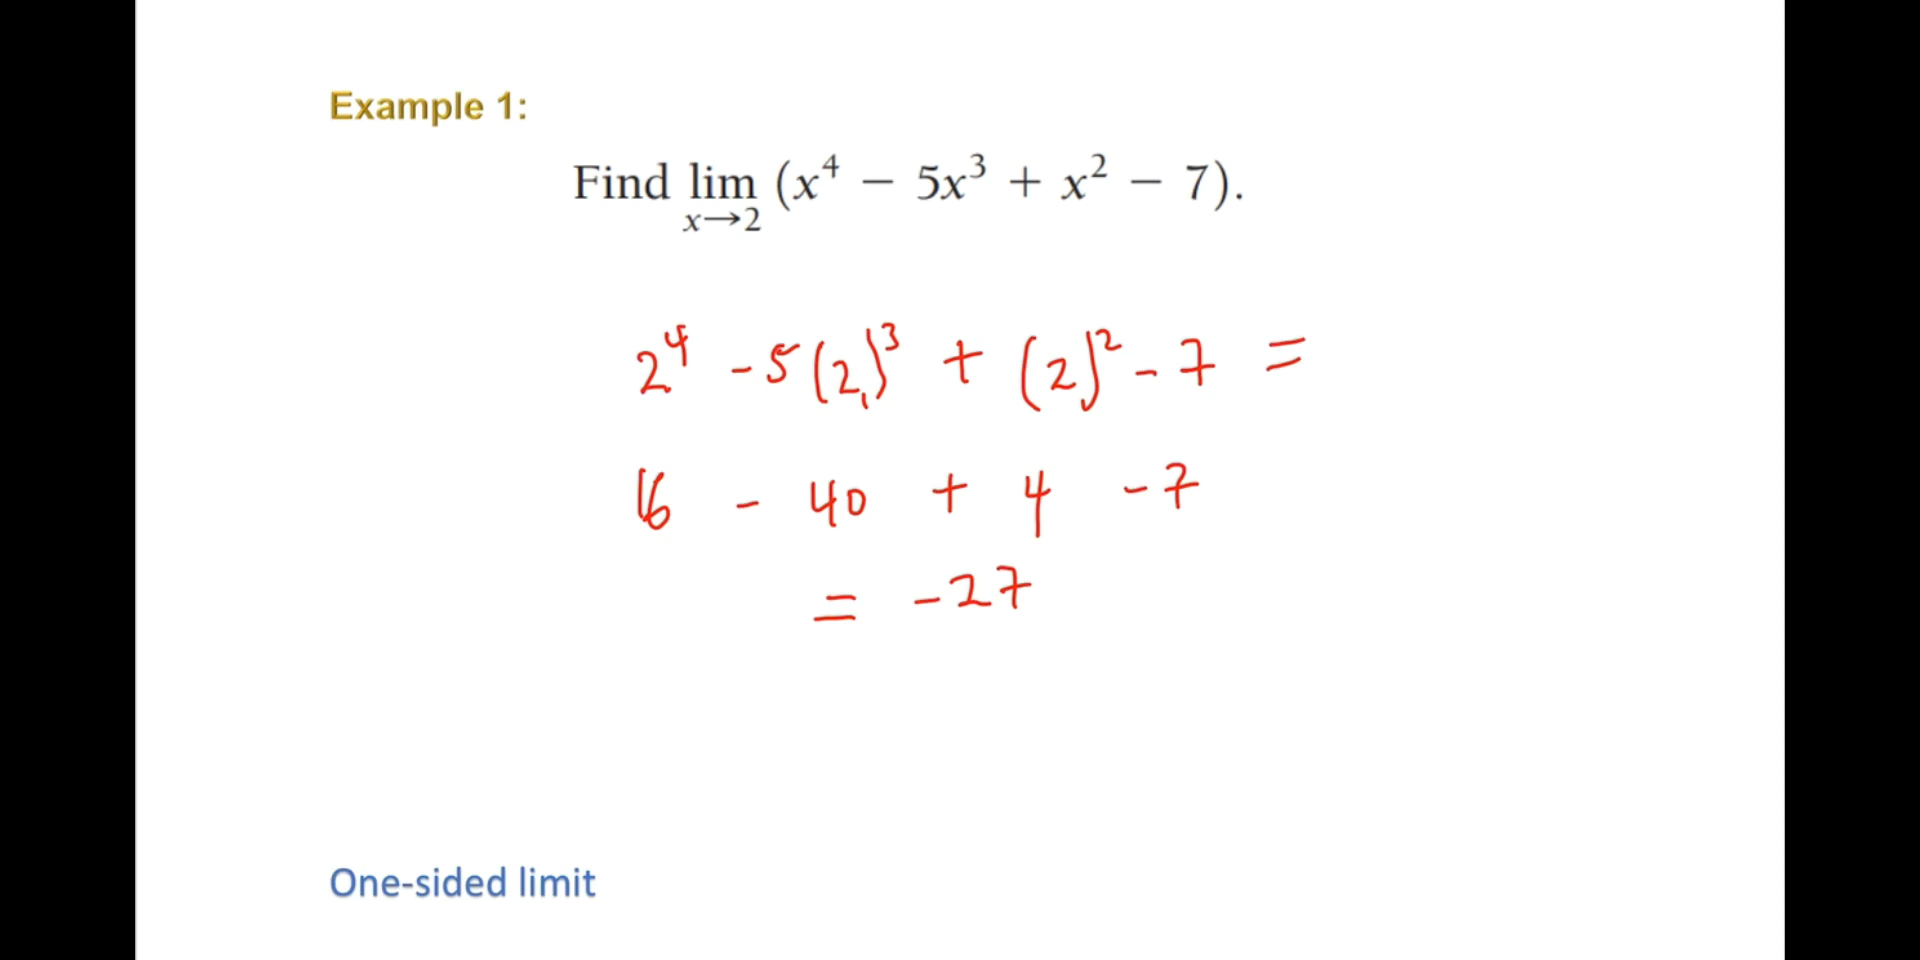 Example 1:
Find lim (x⁴ − 5x³ + x² − 7).
x→2
2⁴ - 5(2)³ + (2)² - 7 =
16 - 40 + 4 - 7
= -27
One-sided limit